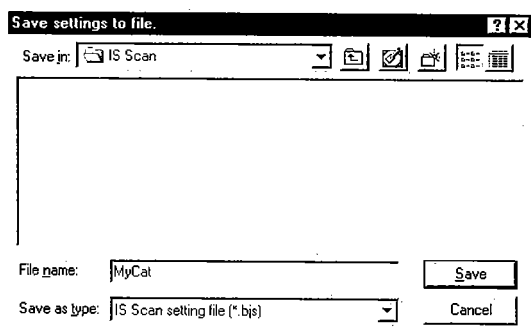 Save settings to file.
Save in: IS Scan
File name: MyCat
Save
Save as type: IS Scan setting file (*.bjs)
Cancel